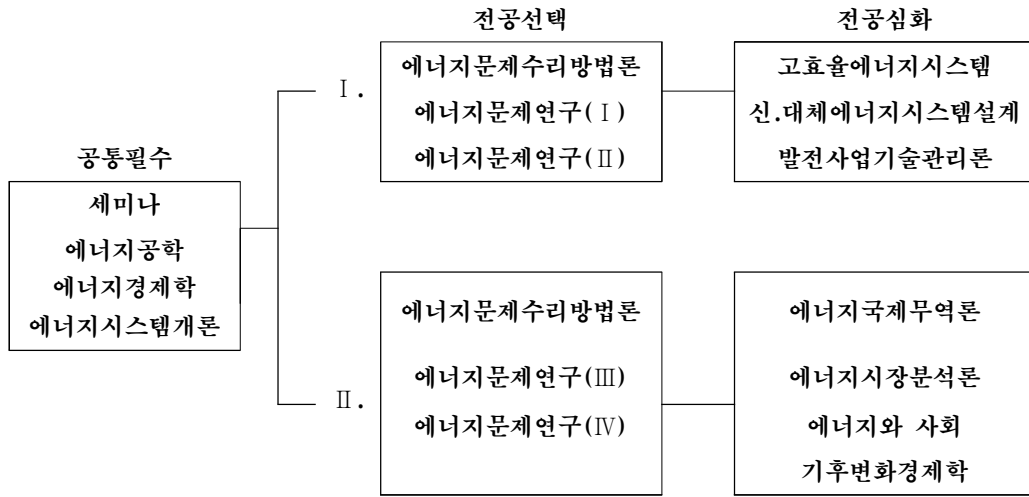 공통필수
세미나
에너지공학
에너지경제학
에너지시스템개론
Ⅰ.
전공선택
에너지문제수리방법론
에너지문제연구(Ⅰ)
에너지문제연구(Ⅱ)
전공심화
고효율에너지시스템
신.대체에너지시스템설계
발전사업기술관리론
Ⅱ.
에너지문제수리방법론
에너지문제연구(Ⅲ)
에너지문제연구(Ⅳ)
에너지국제무역론
에너지시장분석론
에너지와 사회
기후변화경제학